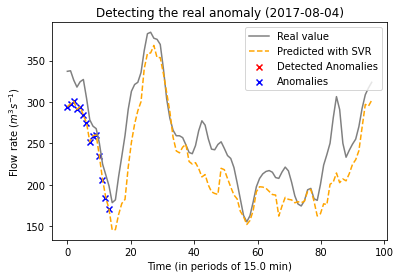 Detecting the real anomaly (2017-08-04)
Real value
Predicted with SVR
Detected Anomalies
Anomalies
Flow rate (m³s⁻¹)
350
300
250
200
150
0 20 40 60 80 100
Time (in periods of 15.0 min)